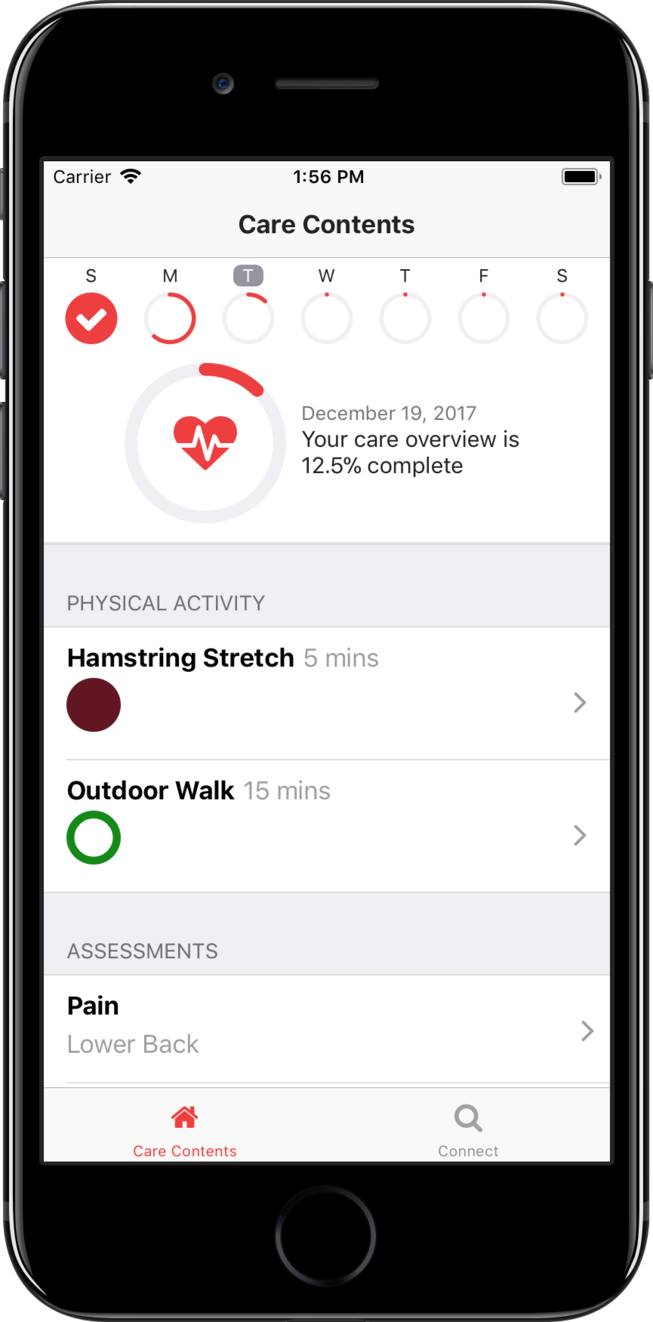 Carrier 1:56 PM
Care Contents
S M T W T F S
December 19, 2017
Your care overview is
12.5% complete
PHYSICAL ACTIVITY
Hamstring Stretch 5 mins
Outdoor Walk 15 mins
ASSESSMENTS
Pain
Lower Back
Care Contents Connect